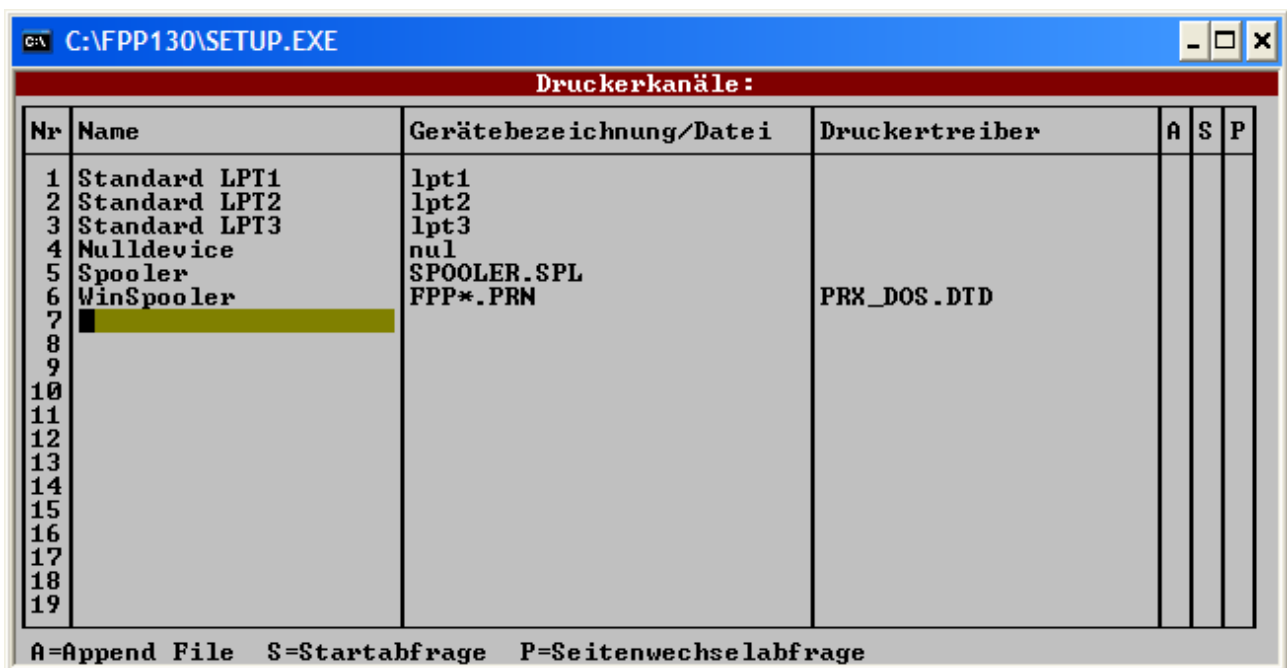 C:\FPP130\SETUP.EXE
Druckerkanäle:
Nr Name Gerätebezeichnung/Datei Druckertreiber A S P
1 Standard LPT1 lpt1
2 Standard LPT2 lpt2
3 Standard LPT3 lpt3
4 Nulldevice nul
5 Spooler SPOOLER.SPL
6 WinSpooler FPP*.PRN PRX_DOS.DTD
7
8
9
10
11
12
13
14
15
16
17
18
19
A=Append File S=Startabfrage P=Seitenwechselabfrage